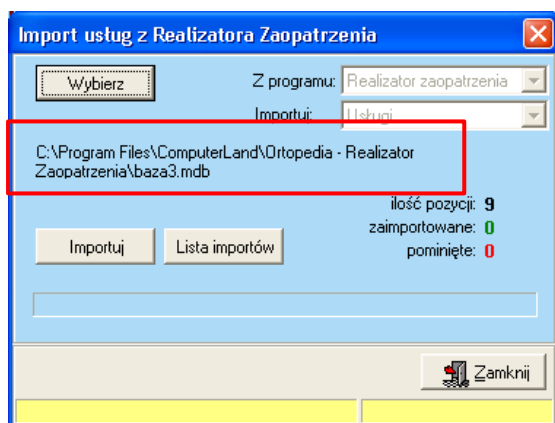 Import usług z Realizatora Zaopatrzenia
Wybierz
Z programu: Realizator zaopatrzenia
Importuj: Usługi
C:\Program Files\ComputerLand\Ortopedia - Realizator
Zaopatrzenia\baza3.mdb
ilość pozycji: 9
zaimportowane: 0
pominięte: 0
Importuj
Lista importów
Zamknij